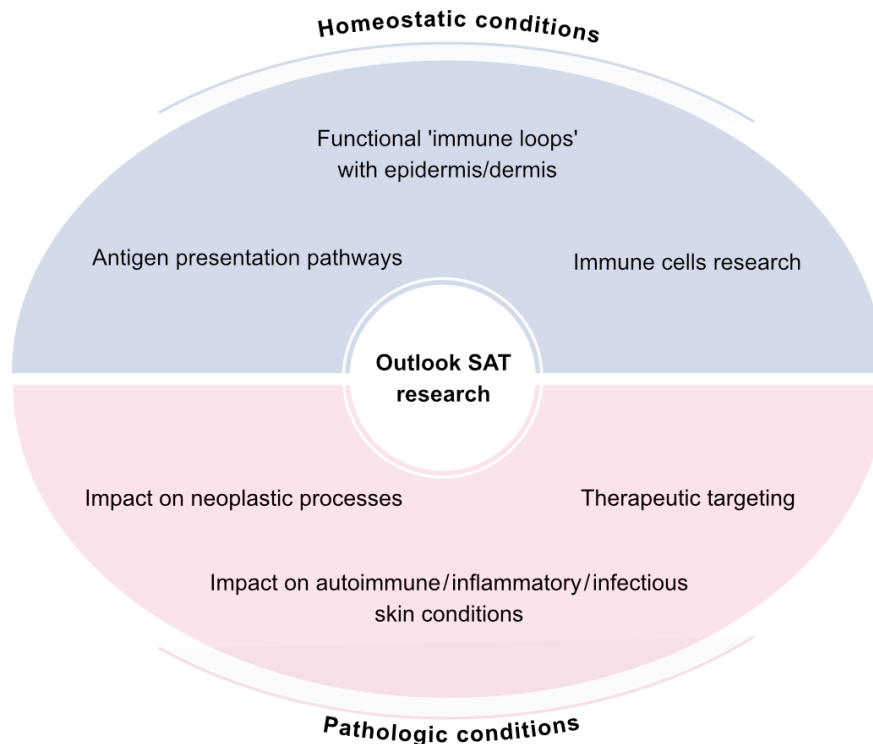 Homeostatic conditions
Functional 'immune loops'
with epidermis/dermis
Antigen presentation pathways
Immune cells research
Outlook SAT
research
Impact on neoplastic processes
Therapeutic targeting
Impact on autoimmune/inflammatory/infectious
skin conditions
Pathologic conditions